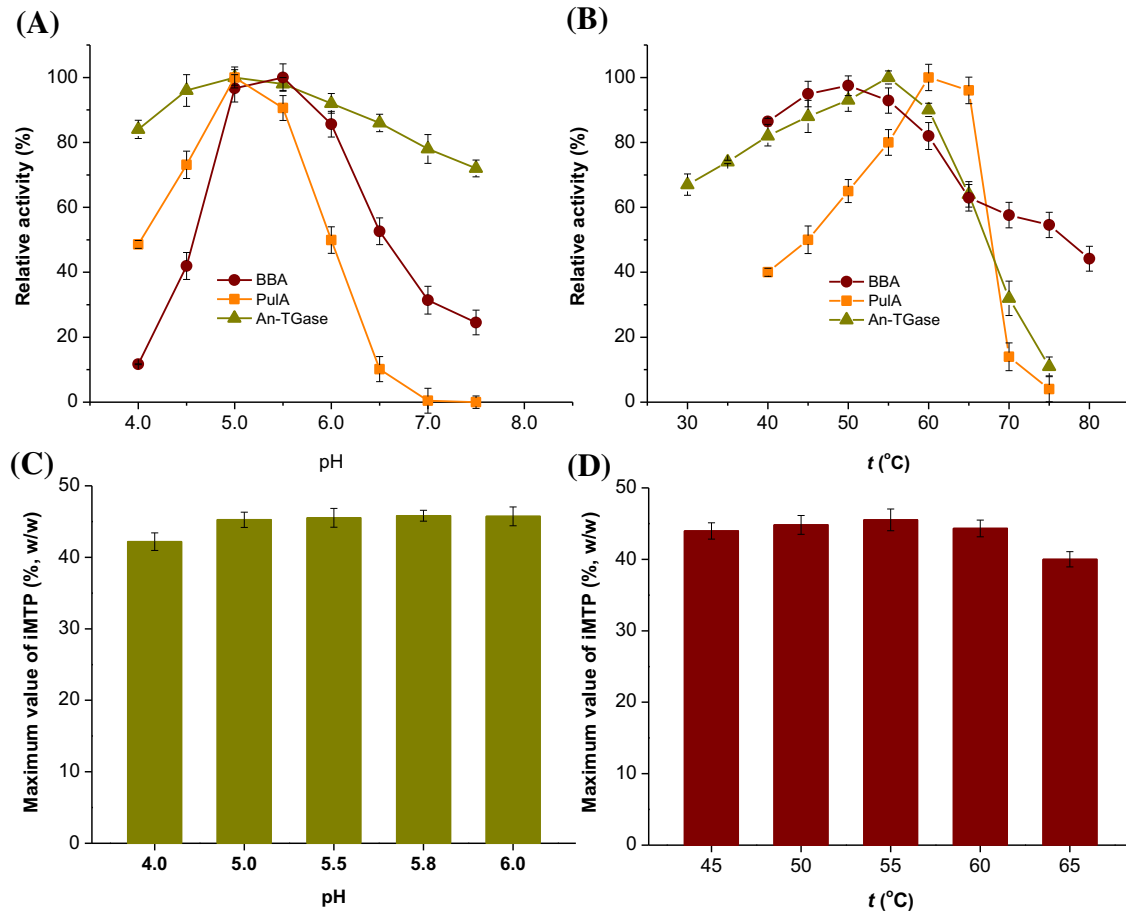 (A)
Relative activity (%)
100
80
60
40
20
0
BBA
PulA
An-TGase
4.0 5.0 6.0 7.0 8.0
pH
(B)
Relative activity (%)
100
80
60
40
20
0
BBA
PulA
An-TGase
30 40 50 60 70 80
t (°C)
(C)
Maximum value of iMTP (%, w/w)
50
40
30
20
10
0
4.0 5.0 5.5 5.8 6.0
pH
(D)
Maximum value of iMTP (%, w/w)
50
40
30
20
10
0
45 50 55 60 65
t (°C)